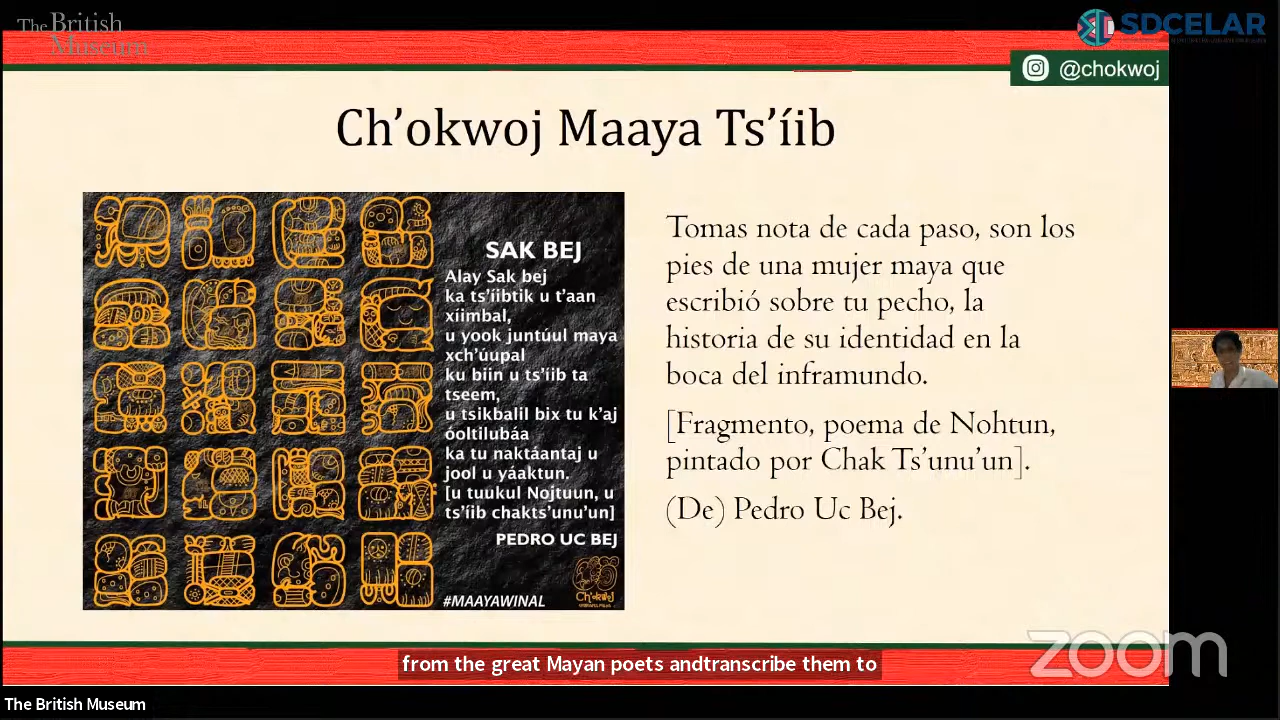 The British
Museum
SDCELAR
@chokwoj
Ch’okwoj Maaya Ts’íib
SAK BEJ
Alay Sak bej
ka ts’íibtik u t’aan
xíimbal,
u yook juntúul maya
xch’úupal
ku biin u ts’íib ta
tseem,
u tsikbalil bix tu k’aj
óoltilubáa
ka tu naktáantaj u
jool u yáaktun.
[u tuukul Nojtuun, u
ts’íib chakts’unu’un]
PEDRO UC BEJ
Ch’okwoj
#MAAYAWINAL
Tomas nota de cada paso, son los
pies de una mujer maya que
escribió sobre tu pecho, la
historia de su identidad en la
boca del inframundo.
[Fragmento, poema de Nohtun,
pintado por Chak Ts’unu’un].
(De) Pedro Uc Bej.
from the great Mayan poets andtranscribe them to
zoom
The British Museum